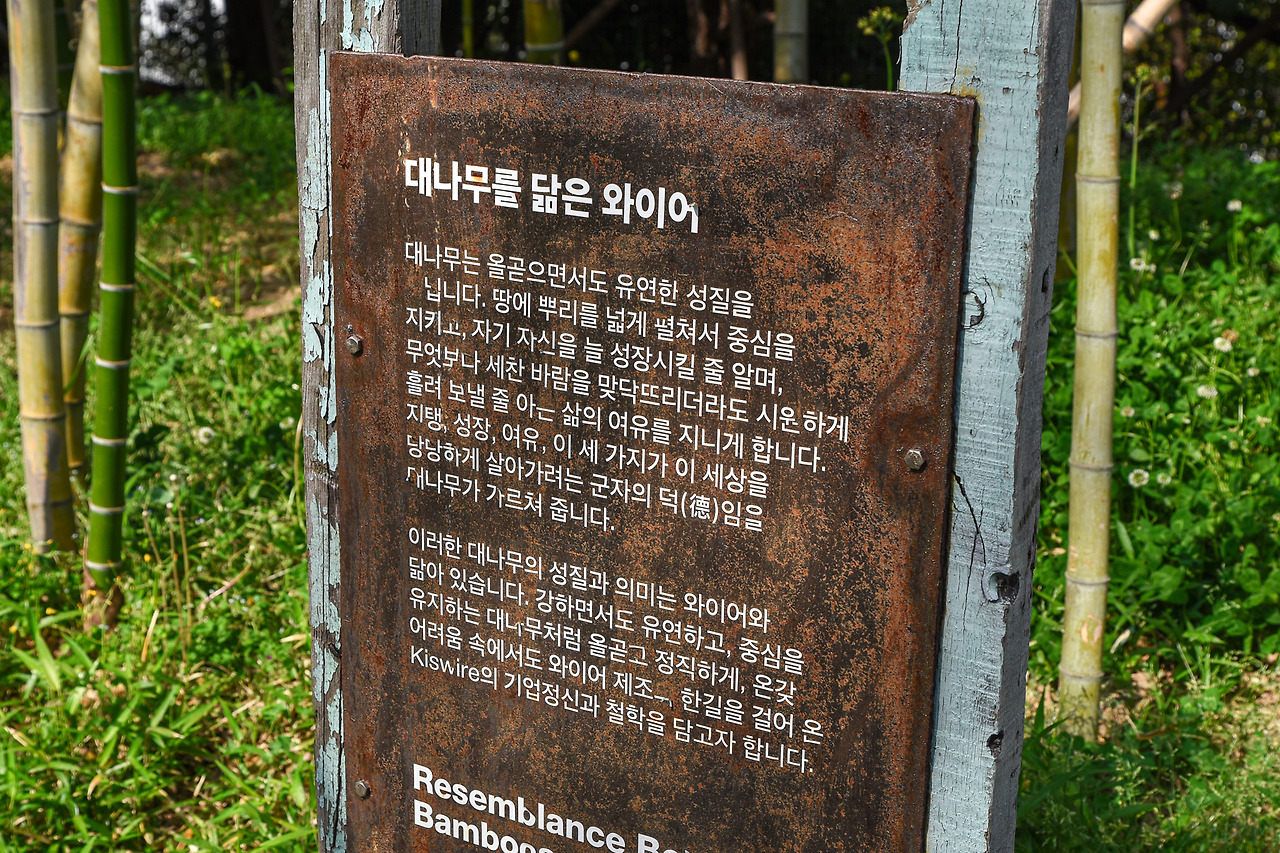 대나무를 닮은 와이어
대나무는 올곧으면서도 유연한 성질을
닙니다. 땅에 뿌리를 넓게 펼쳐서 중심을
지키고, 자기 자신을 늘 성장시킬 줄 알며,
무엇보다 세찬 바람을 맞닥뜨리더라도 시원하게
흘려 보낼 줄 아는 삶의 여유를 지니게 합니다.
지탱, 성장, 여유, 이 세 가지가 이 세상을
당당하게 살아가려는 군자의 덕(德)임을
대나무가 가르쳐 줍니다.
이러한 대나무의 성질과 의미는 와이어와
닮아 있습니다. 강하면서도 유연하고, 중심을
유지하는 대나무처럼 올곧고 정직하게, 온갖
어려움 속에서도 와이어 제조 한길을 걸어 온
Kiswire의 기업정신과 철학을 담고자 합니다.
Resemblance